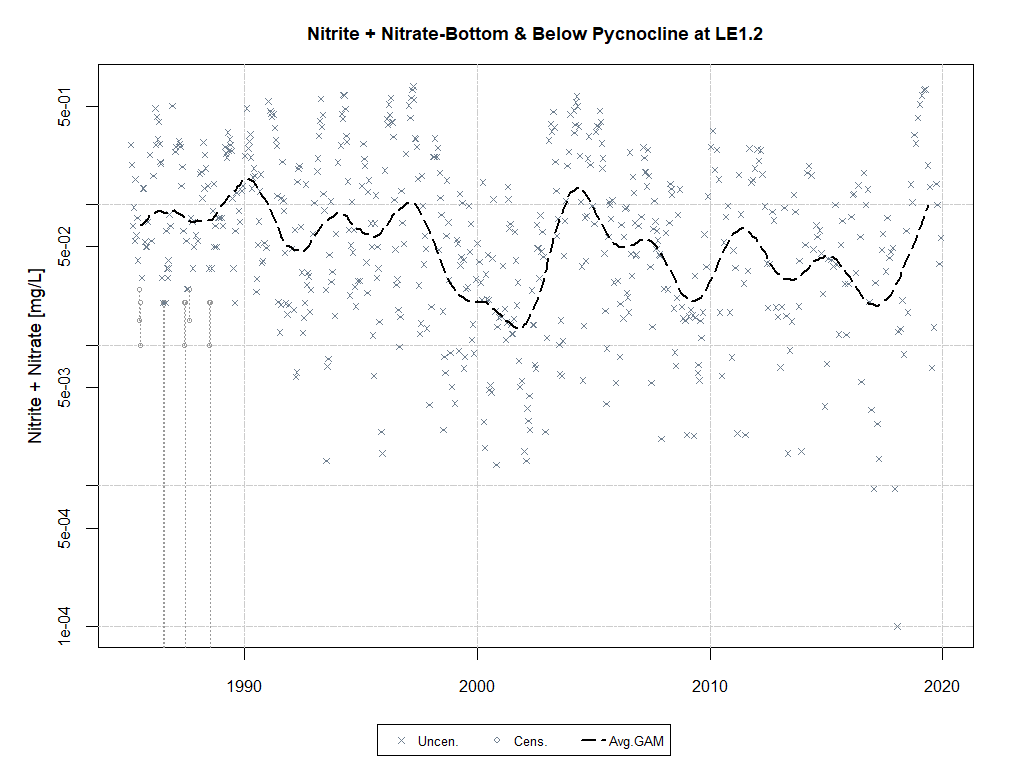 Nitrite + Nitrate-Bottom & Below Pycnocline at LE1.2
Nitrite + Nitrate [mg/L]
5e-01
5e-02
5e-03
5e-04
1e-04
1990
2000
2010
2020
Uncen.
Cens.
Avg.GAM